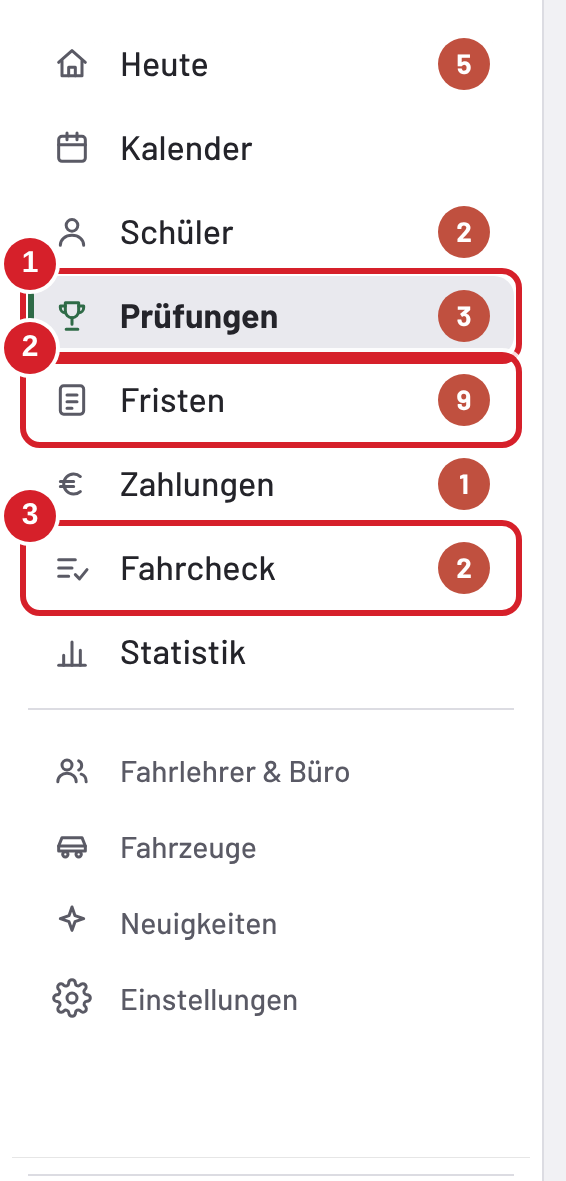 Heute 5
Kalender
Schüler 2
1
Prüfungen 3
2
Fristen 9
Zahlungen 1
3
Fahrcheck 2
Statistik
Fahrlehrer & Büro
Fahrzeuge
Neuigkeiten
Einstellungen